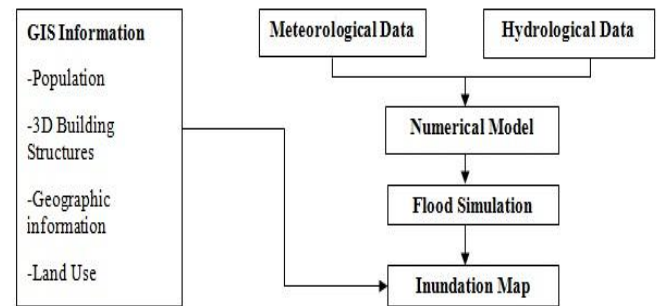 GIS Information
-Population
-3D Building
Structures
-Geographic
information
-Land Use
Meteorological Data
Hydrological Data
Numerical Model
Flood Simulation
Inundation Map